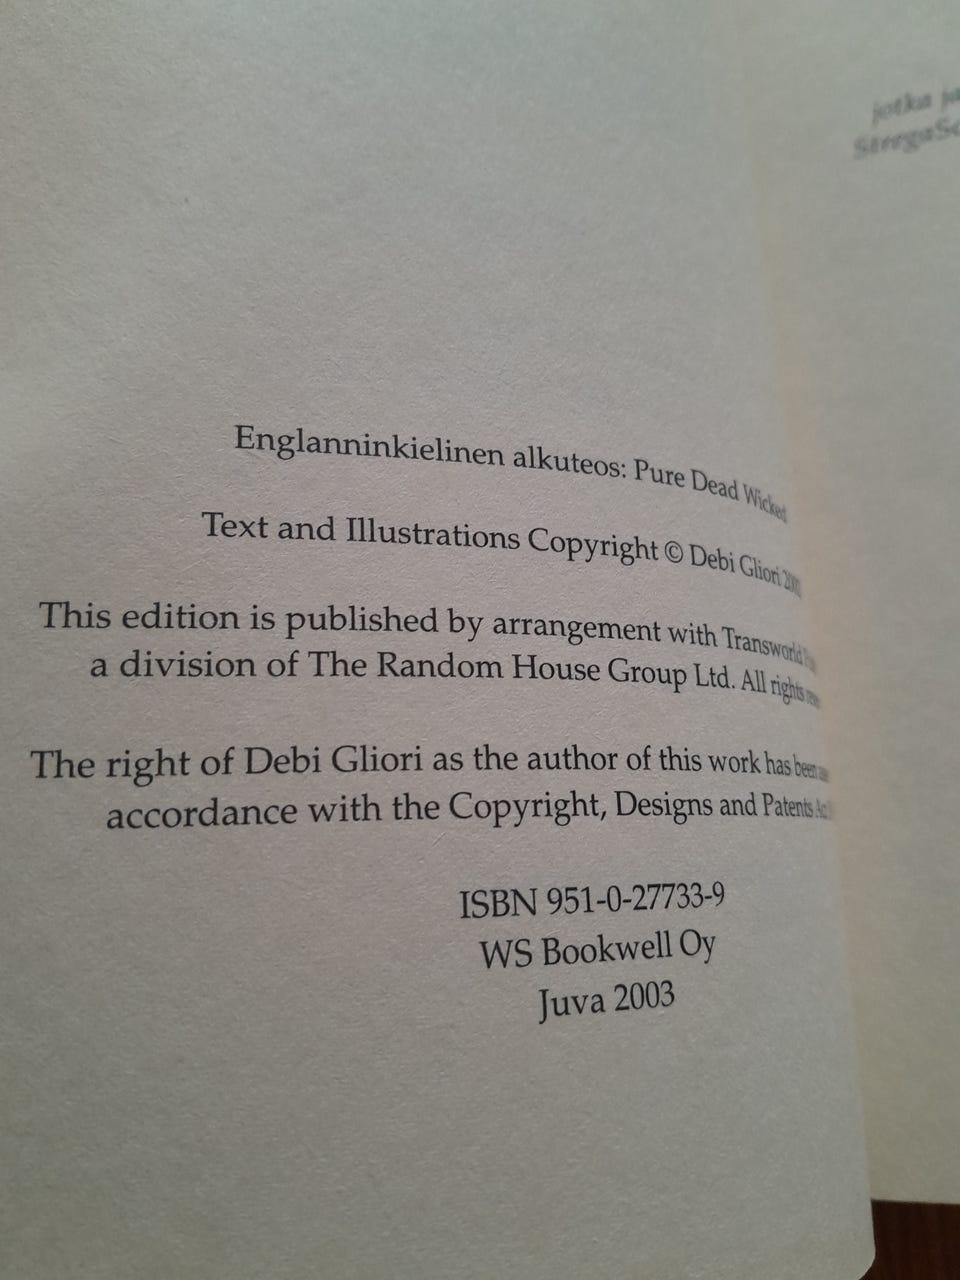 Englanninkielinen alkuteos: Pure Dead Wicked
Text and Illustrations Copyright © Debi Gliori
This edition is published by arrangement with Transworld
a division of The Random House Group Ltd. All rights
The right of Debi Gliori as the author of this work has been
accordance with the Copyright, Designs and Patents
ISBN 951-0-27733-9
WS Bookwell Oy
Juva 2003
jotka